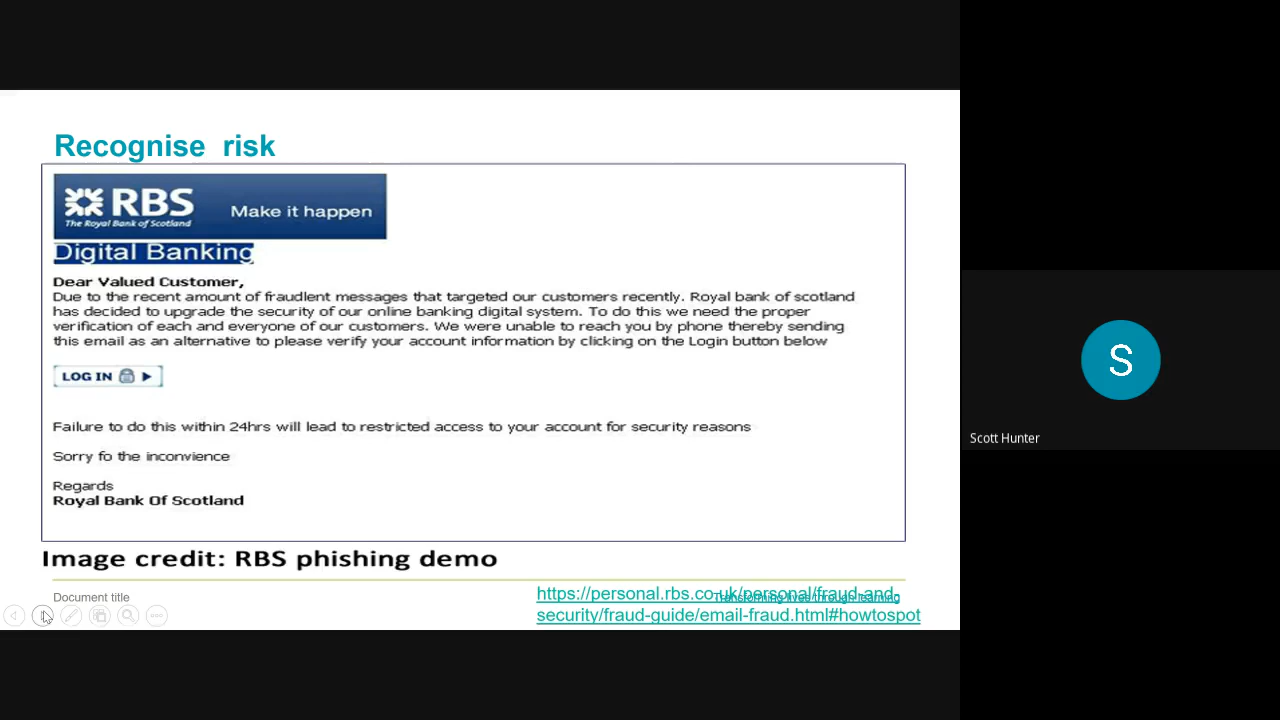 Recognise risk
RBS
The Royal Bank of Scotland
Make it happen
Digital Banking
Dear Valued Customer,
Due to the recent amount of fraudlent messages that targeted our customers recently. Royal bank of scotland
has decided to upgrade the security of our online banking digital system. To do this we need the proper
verification of each and everyone of our customers. We were unable to reach you by phone thereby sending
this email as an alternative to please verify your account information by clicking on the Login button below
LOG IN
Failure to do this within 24hrs will lead to restricted access to your account for security reasons
Sorry fo the inconvience
Regards
Royal Bank Of Scotland
Image credit: RBS phishing demo
Document title
Transforming lives through learning
https://personal.rbs.co.uk/personal/fraud-and-
security/fraud-guide/email-fraud.html#howtospot
S
Scott Hunter